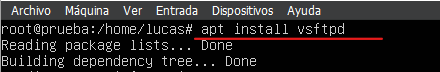 Archivo Máquina Ver Entrada Dispositivos Ayuda
root@prueba:/home/lucas# apt install vsftpd
Reading package lists... Done
Building dependency tree... Done